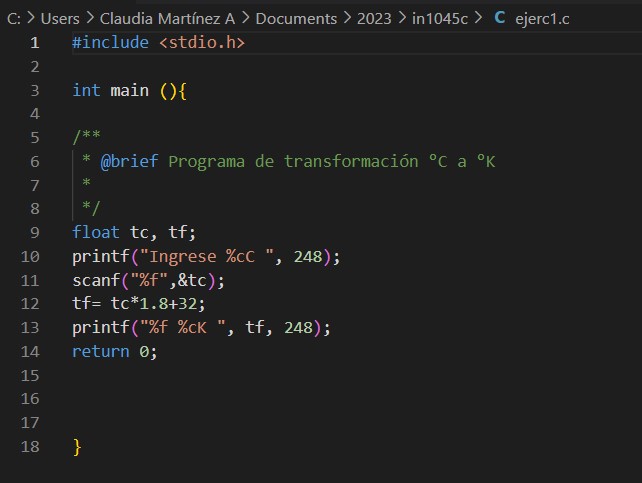 C: > Users > Claudia Martínez A > Documents > 2023 > in1045c > C ejerc1.c
1 #include <stdio.h>
2
3 int main (){
4
5 /**
6 * @brief Programa de transformación °C a °K
7 *
8 */
9 float tc, tf;
10 printf("Ingrese %cC ", 248);
11 scanf("%f",&tc);
12 tf= tc*1.8+32;
13 printf("%f %cK ", tf, 248);
14 return 0;
15
16
17
18 }